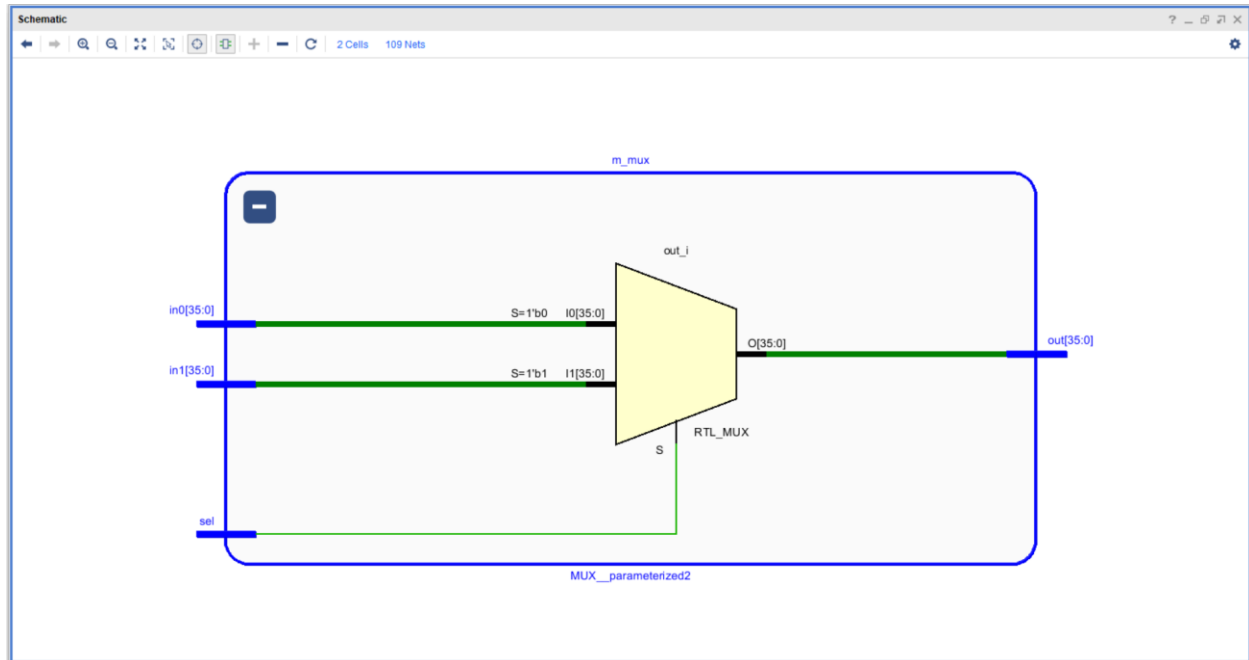 Schematic
2 Cells 109 Nets
m_mux
out_i
in0[35:0]
S=1'b0 I0[35:0]
O[35:0]
out[35:0]
in1[35:0]
S=1'b1 I1[35:0]
RTL_MUX
S
sel
MUX__parameterized2